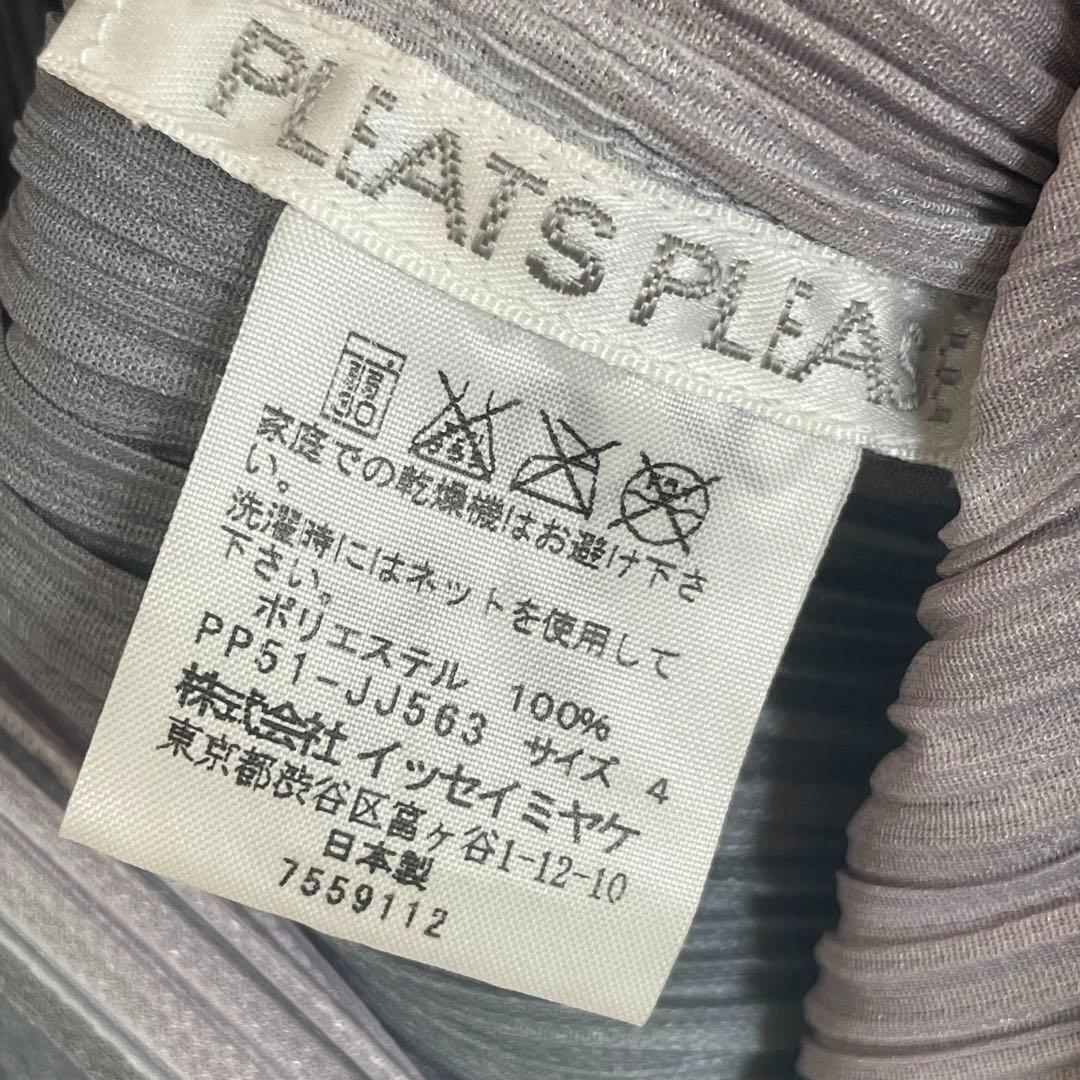 PLEATS PLEAS
家庭での乾燥機はお避け下さ
い。
洗濯時にはネットを使用して
下さい。
ポリエステル 100%
PP51-JJ563 サイズ 4
株式会社 イッセイミヤケ
東京都渋谷区富ヶ谷1-12-10
日本製
7559112